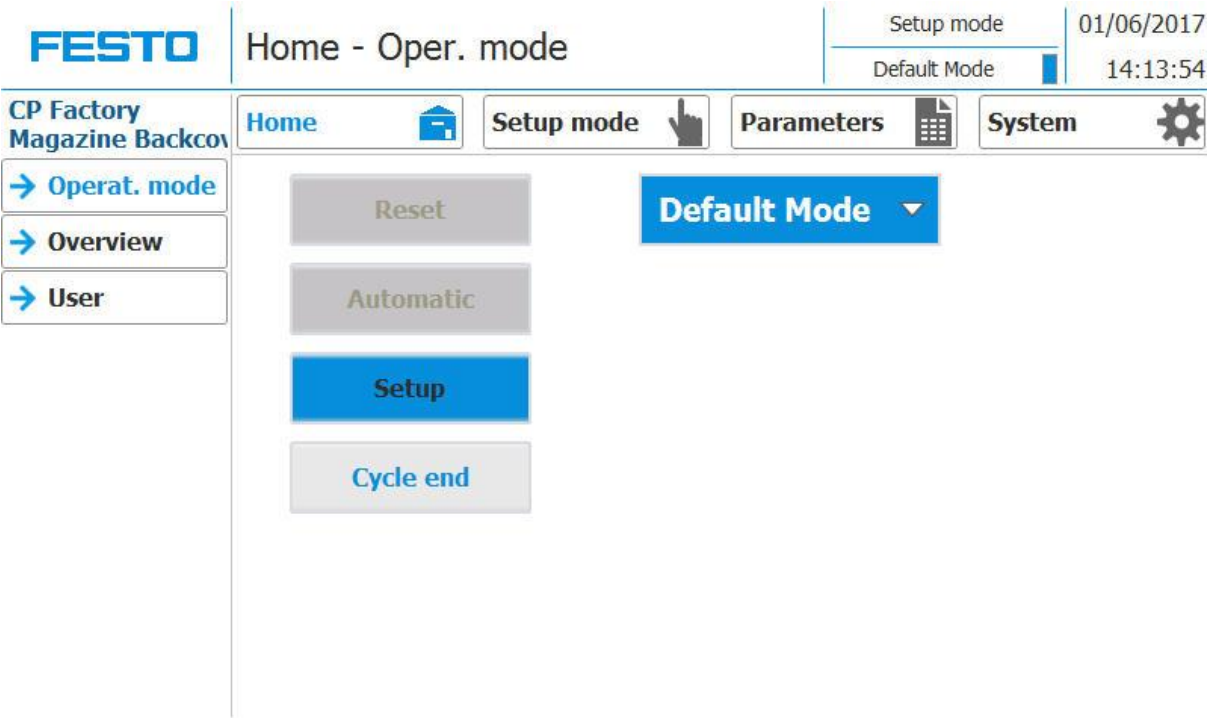 FESTO
Home - Oper. mode
Setup mode
Default Mode
01/06/2017
14:13:54
CP Factory
Magazine Backcov
Home
Setup mode
Parameters
System
Operat. mode
Overview
User
Reset
Automatic
Setup
Cycle end
Default Mode